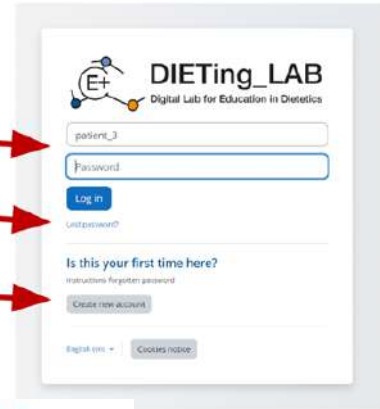 E+
DIETing_LAB
Digital Lab for Education in Dietetics
patient_3
Password
Log in
Lost password?
Is this your first time here?
Instructions forgotten password
Create new account
English
Cookies notice